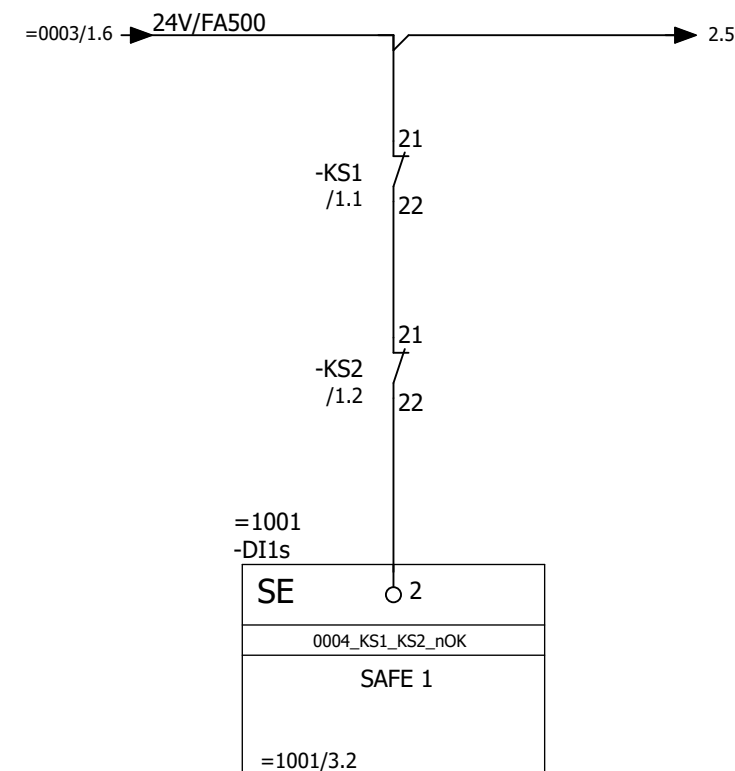 =0003/1.6
24V/FA500
2.5
21
-KS1
/1.1
22
21
-KS2
/1.2
22
=1001
-DI1s
SE
2
0004_KS1_KS2_nOK
SAFE 1
=1001/3.2